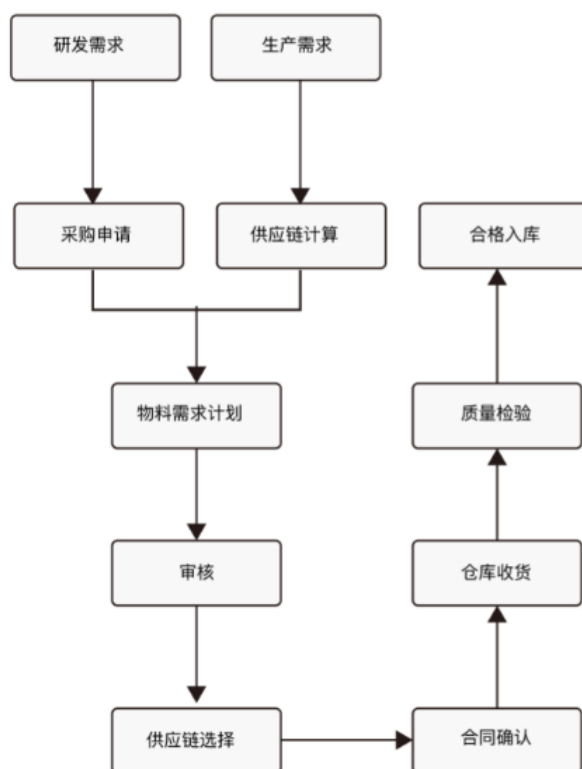 研发需求
生产需求
采购申请
供应链计算
合格入库
物料需求计划
质量检验
审核
仓库收货
供应链选择
合同确认